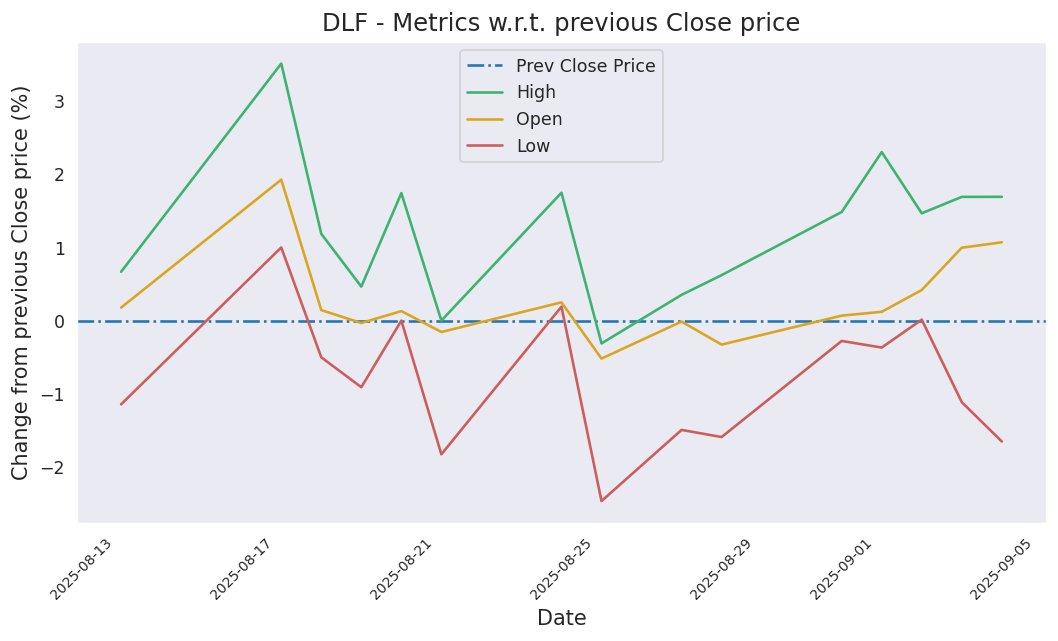 DLF - Metrics w.r.t. previous Close price
Prev Close Price
High
Open
Low
Change from previous Close price (%)
3
2
1
0
−1
−2
2025-08-13
2025-08-17
2025-08-21
2025-08-25
2025-08-29
2025-09-01
2025-09-05
Date